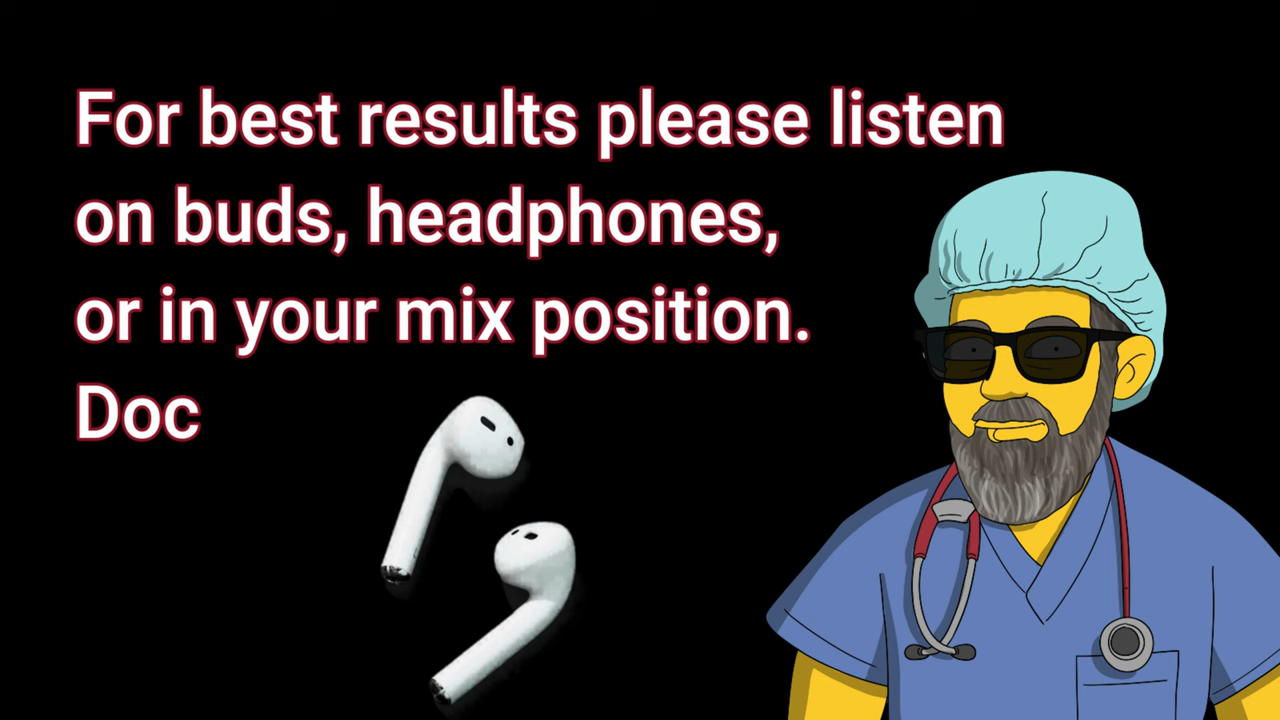 For best results please listen
on buds, headphones,
or in your mix position.
Doc